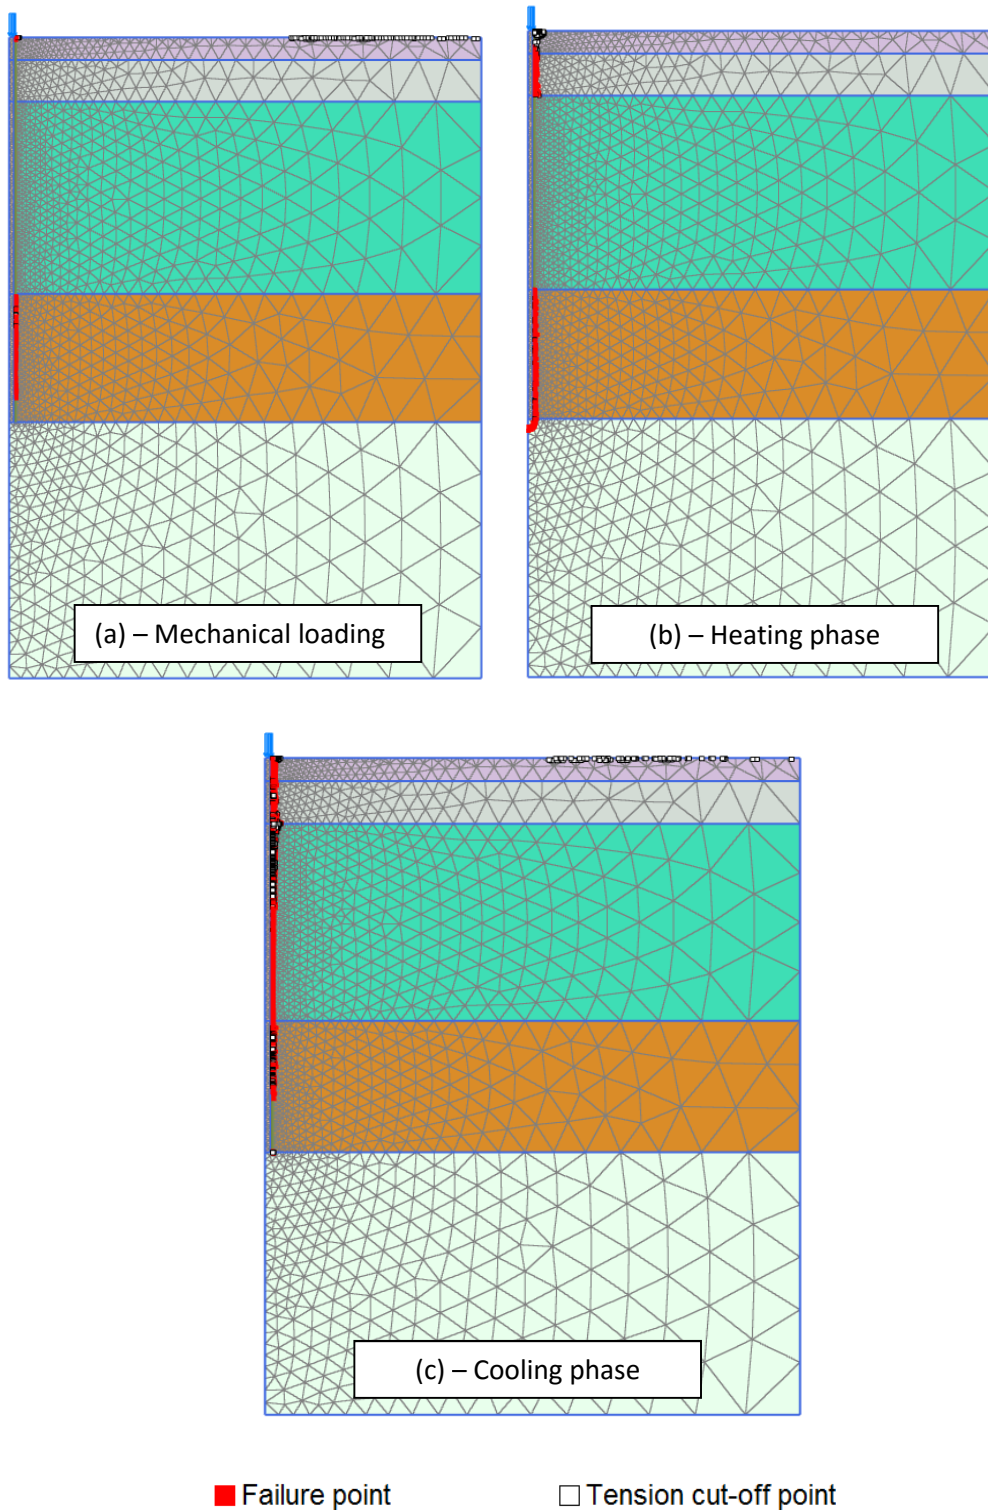 (a) – Mechanical loading
(b) – Heating phase
(c) – Cooling phase
Failure point
Tension cut-off point